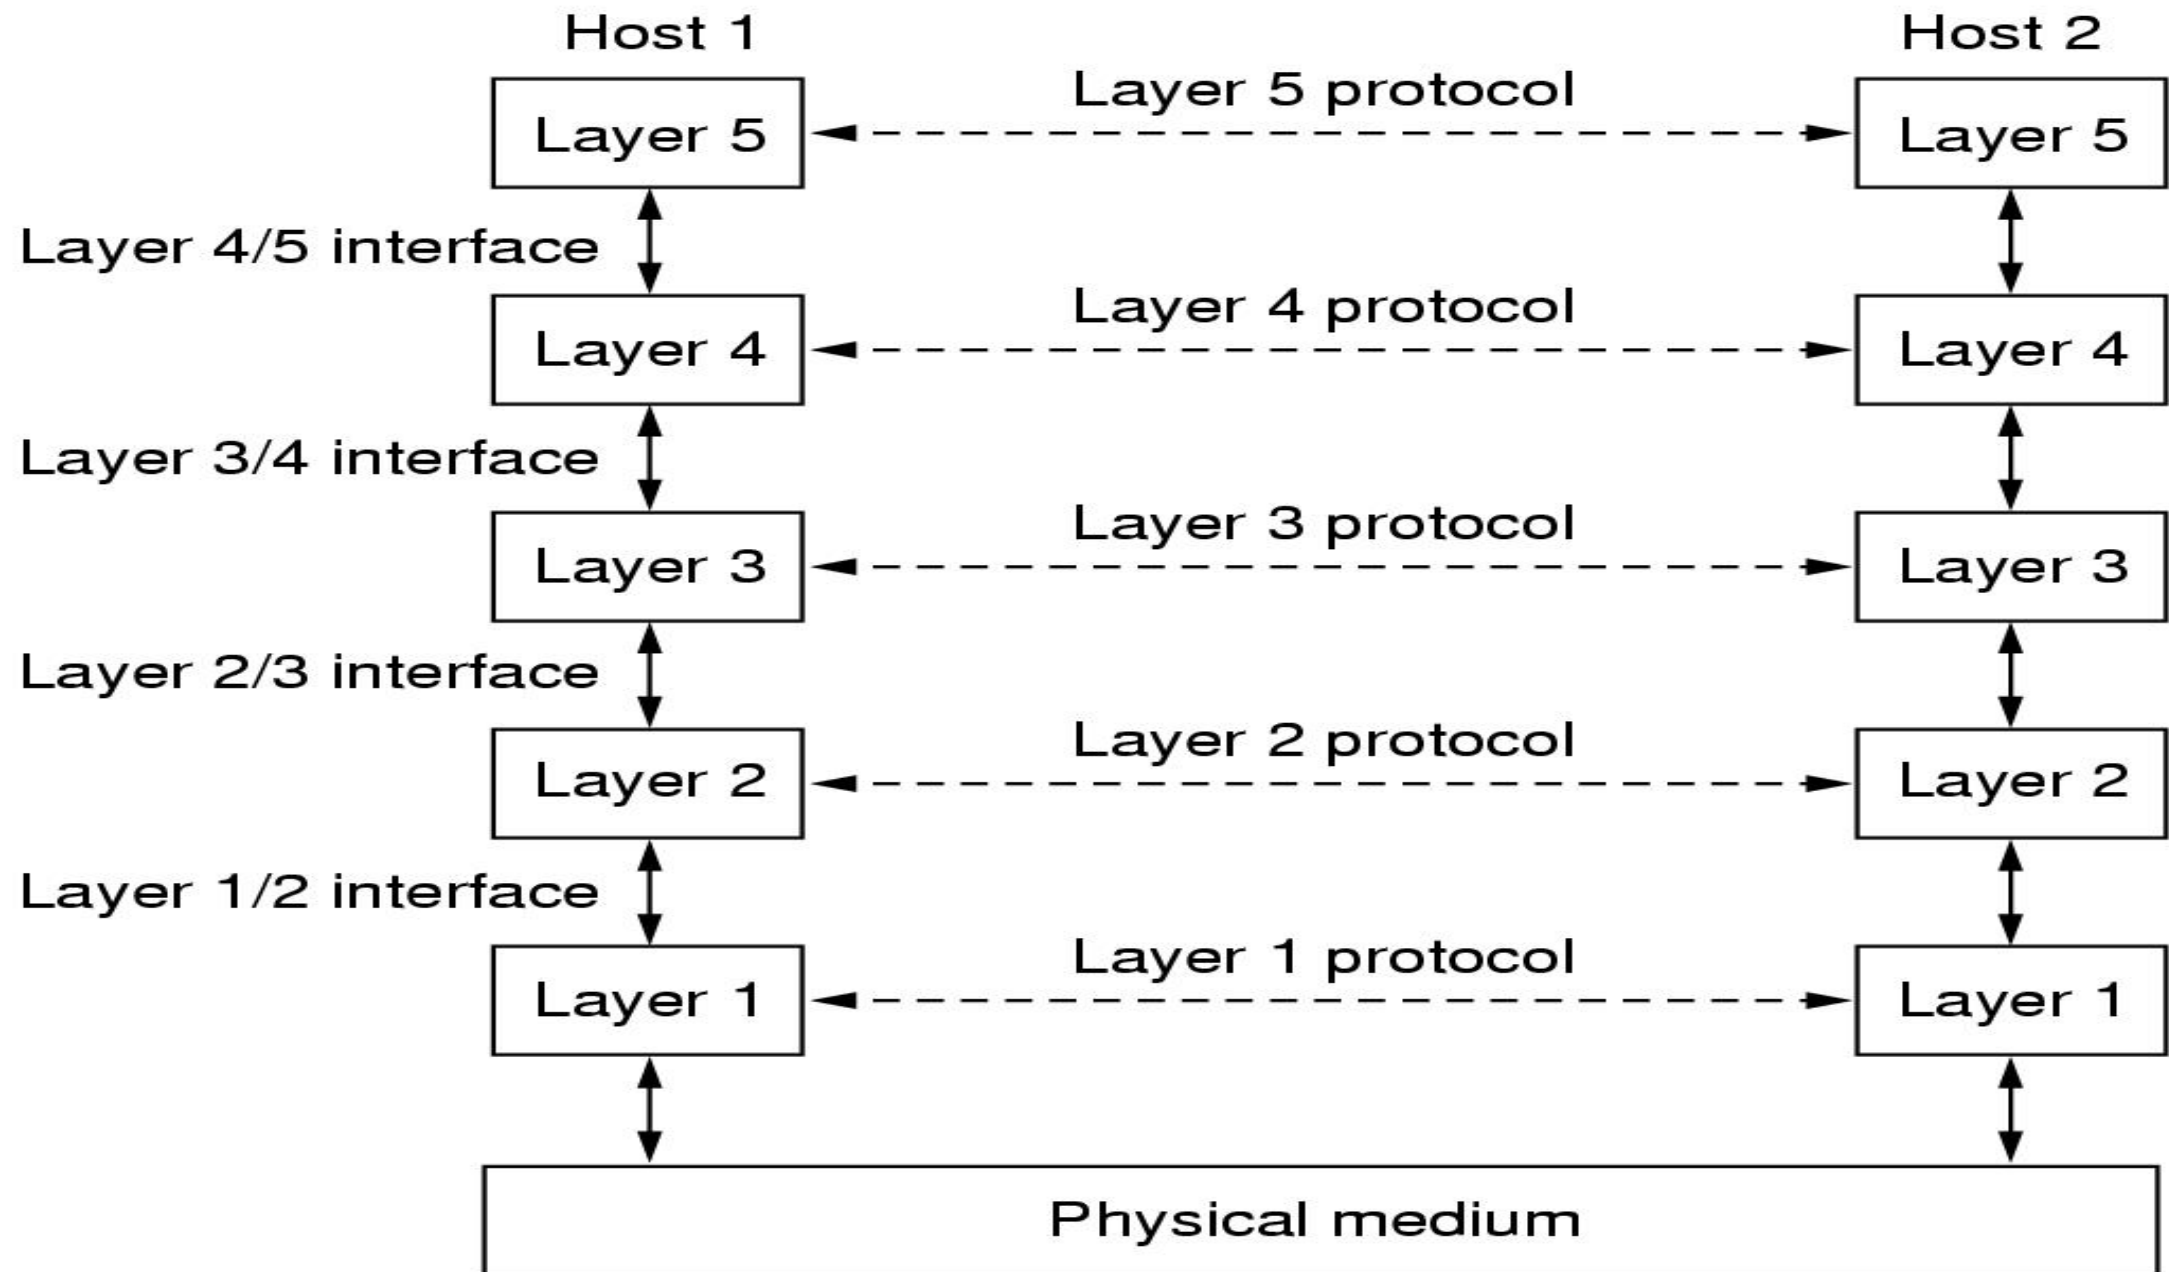 Host 1
Host 2
Layer 5 protocol
Layer 5
Layer 5
Layer 4/5 interface
Layer 4 protocol
Layer 4
Layer 4
Layer 3/4 interface
Layer 3 protocol
Layer 3
Layer 3
Layer 2/3 interface
Layer 2 protocol
Layer 2
Layer 2
Layer 1/2 interface
Layer 1 protocol
Layer 1
Layer 1
Physical medium